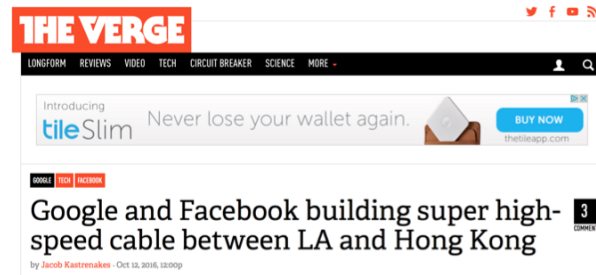 THE VERGE
LONGFORM REVIEWS VIDEO TECH CIRCUIT BREAKER SCIENCE MORE
Introducing
tileSlim
Never lose your wallet again.
BUY NOW
thetileapp.com
GOOGLE TECH FACEBOOK
Google and Facebook building super high-
speed cable between LA and Hong Kong
3
COMMENT
by Jacob Kastrenakes · Oct 12, 2016, 12:00p